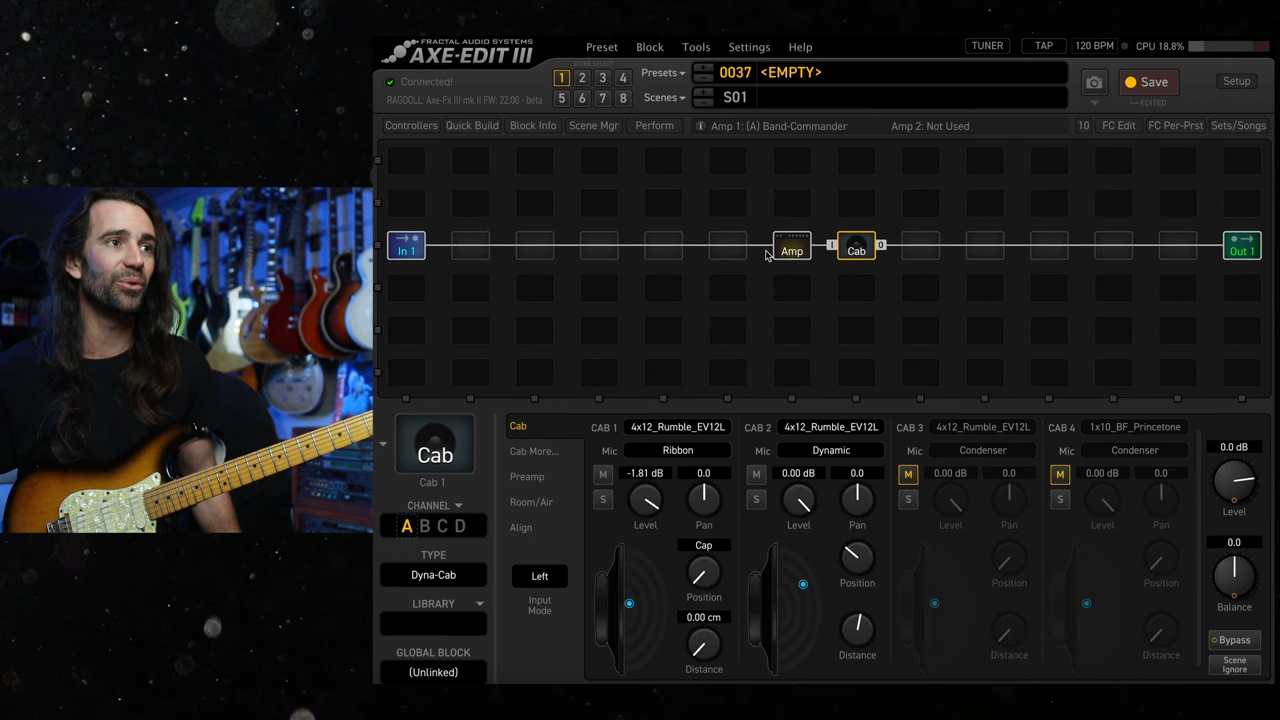 FRACTAL AUDIO SYSTEMS
AXE-EDIT III
Preset Block Tools Settings Help
TUNER TAP 120 BPM CPU 18.8%
Connected!
RAGDOLL: Axe-Fx III mk II FW: 22.00 - beta
SCENE SELECT
1 2 3 4
5 6 7 8
Presets
0037 <EMPTY>
Scenes
S01
Save
EDITED
Setup
Controllers Quick Build Block Info Scene Mgr Perform
Amp 1: (A) Band-Commander Amp 2: Not Used
10 FC Edit FC Per-Prst Sets/Songs
In 1 Amp I Cab O Out 1
Cab
Cab 1
CHANNEL
A B C D
TYPE
Dyna-Cab
LIBRARY
GLOBAL BLOCK
(Unlinked)
Cab
Cab More...
Preamp
Room/Air
Align
Left
Input
Mode
CAB 1 4x12_Rumble_EV12L
Mic Ribbon
M -1.81 dB 0.0
S
Level Pan
Cap
Position
0.00 cm
Distance
CAB 2 4x12_Rumble_EV12L
Mic Dynamic
M 0.00 dB 0.0
S
Level Pan
Position
Distance
CAB 3 4x12_Rumble_EV12L
Mic Condenser
M 0.00 dB 0.0
S
Level Pan
Position
Distance
CAB 4 1x10_BF_Princetone
Mic Condenser
M 0.00 dB 0.0
S
Level Pan
Position
Distance
0.0 dB
Level
0.0
Balance
Bypass
Scene
Ignore